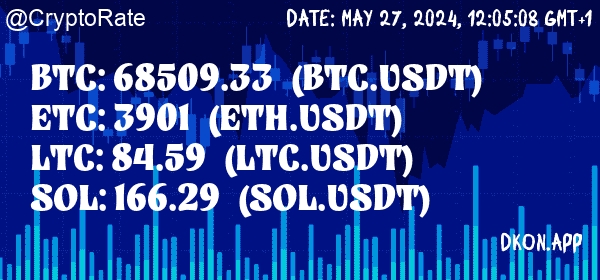 @CryptoRate
DATE: MAY 27, 2024, 12:05:08 GMT+1
BTC: 68509.33 (BTC.USDT)
ETC: 3901 (ETH.USDT)
LTC: 84.59 (LTC.USDT)
SOL: 166.29 (SOL.USDT)
DKON.APP